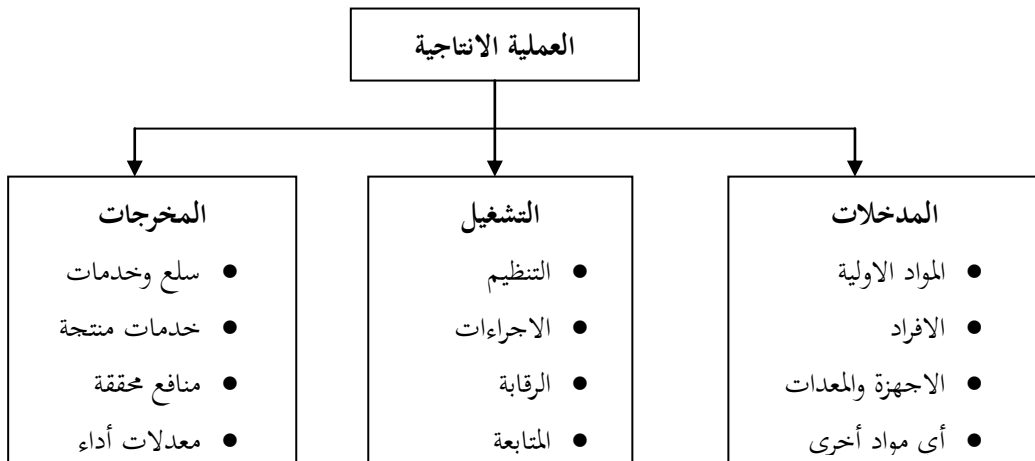 العملية الانتاجية
المدخلات
● المواد الاولية
● الافراد
● الاجهزة والمعدات
● أى مواد أخرى
التشغيل
● التنظيم
● الاجراءات
● الرقابة
● المتابعة
المخرجات
● سلع وخدمات
● خدمات منتجة
● منافع محققة
● معدلات أداء